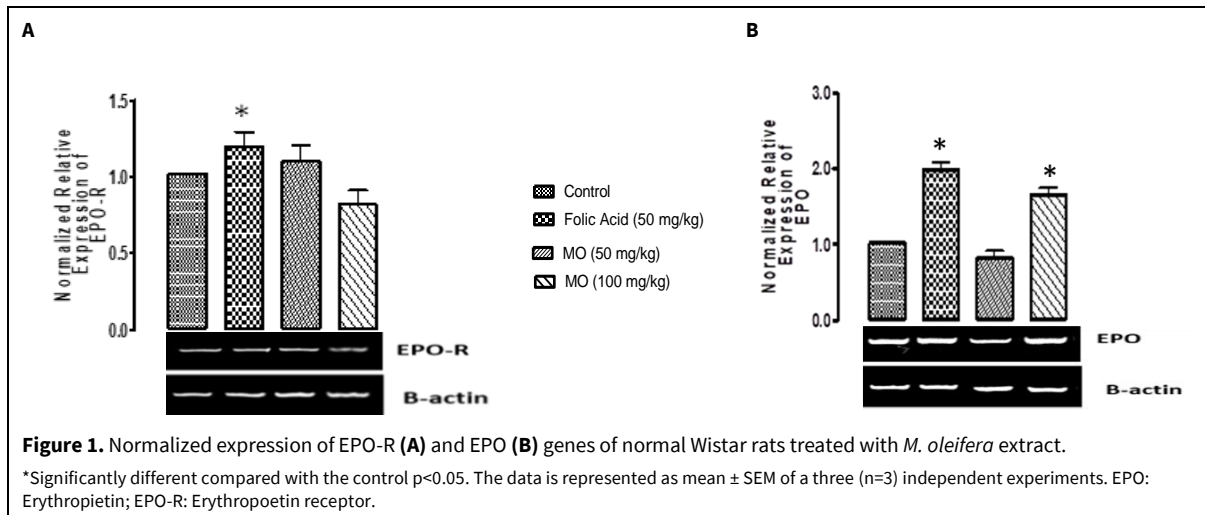 A
B
Normalized Relative
Expression of
EPO-R
1.5
1.0
0.5
0.0
*
EPO-R
B-actin
Control
Folic Acid (50 mg/kg)
MO (50 mg/kg)
MO (100 mg/kg)
Normalized Relative
Expression of
EPO
3.0
2.0
1.0
0.0
*
*
EPO
B-actin
Figure 1. Normalized expression of EPO-R (A) and EPO (B) genes of normal Wistar rats treated with M. oleifera extract.
*Significantly different compared with the control p<0.05. The data is represented as mean ± SEM of a three (n=3) independent experiments. EPO:
Erythropietin; EPO-R: Erythropoetin receptor.